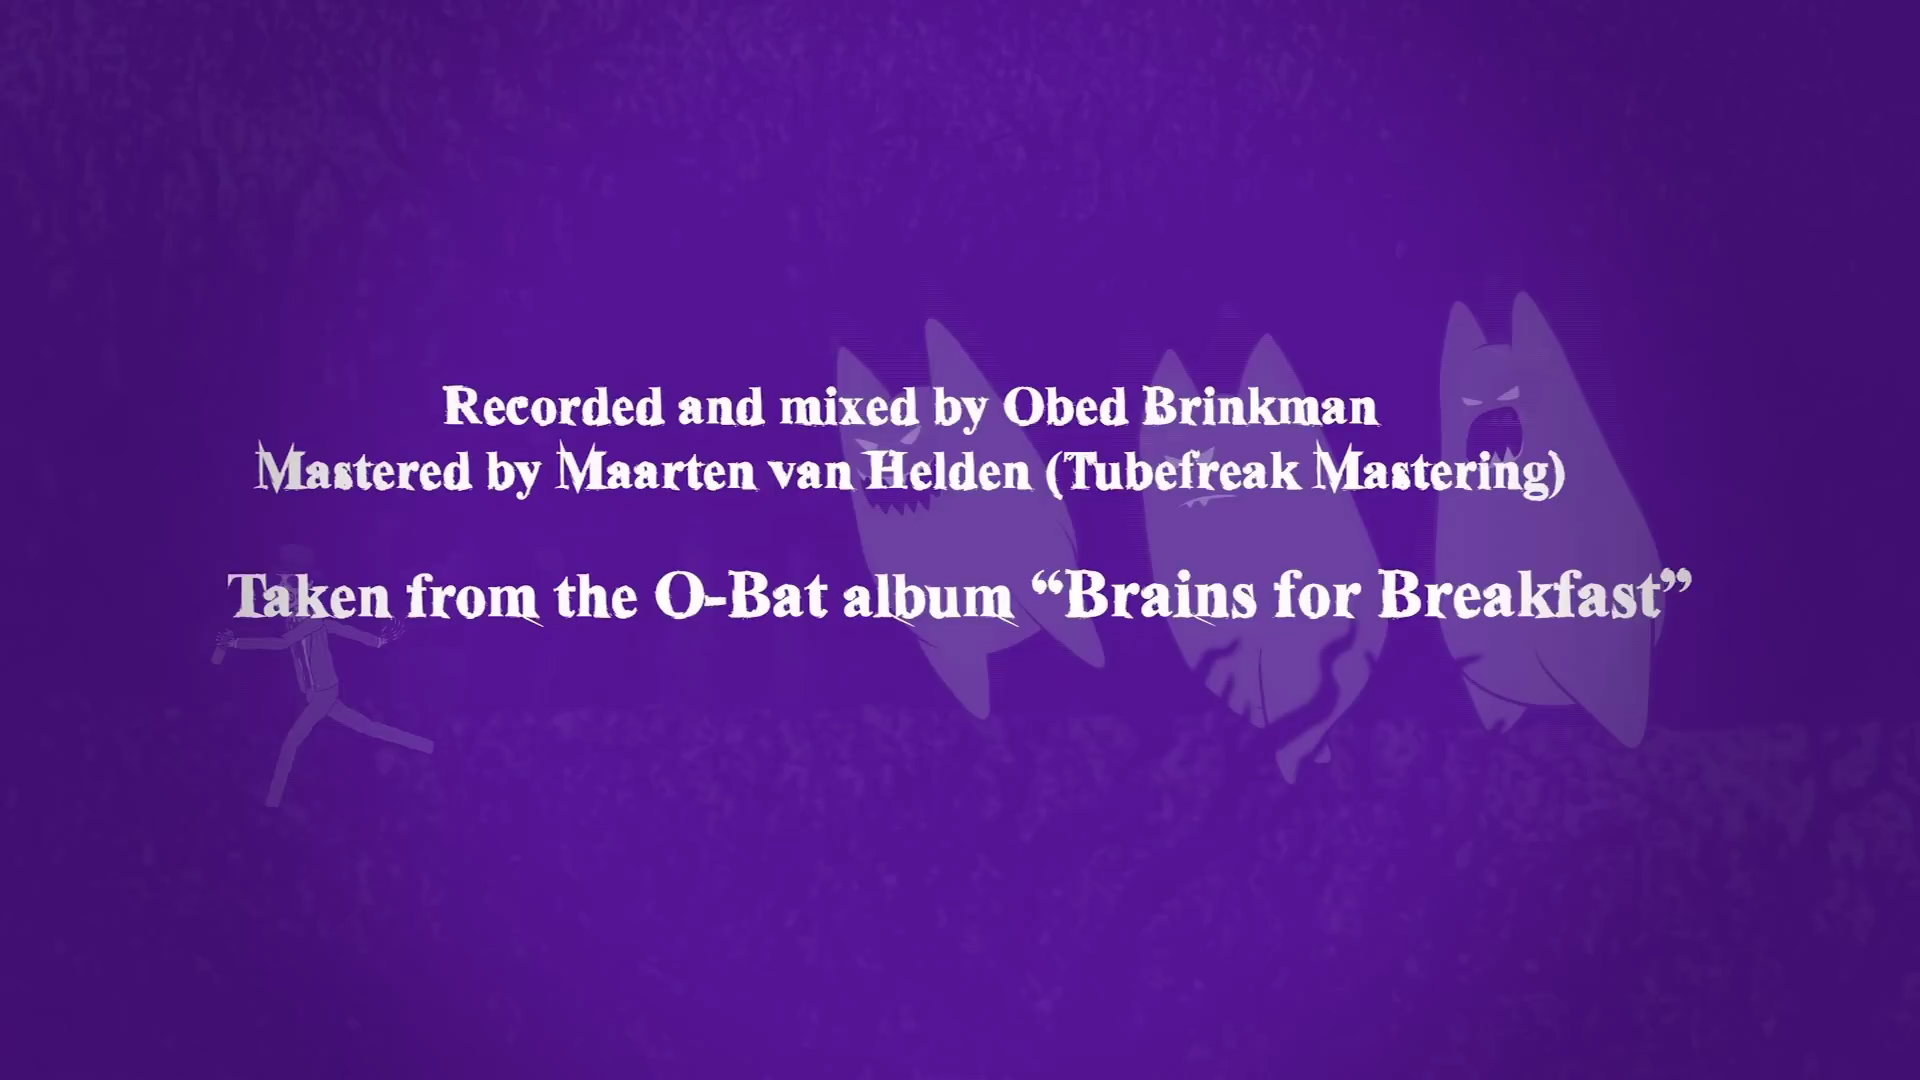 Recorded and mixed by Obed Brinkman
Mastered by Maarten van Helden (Tubefreak Mastering)
Taken from the O-Bat album “Brains for Breakfast”